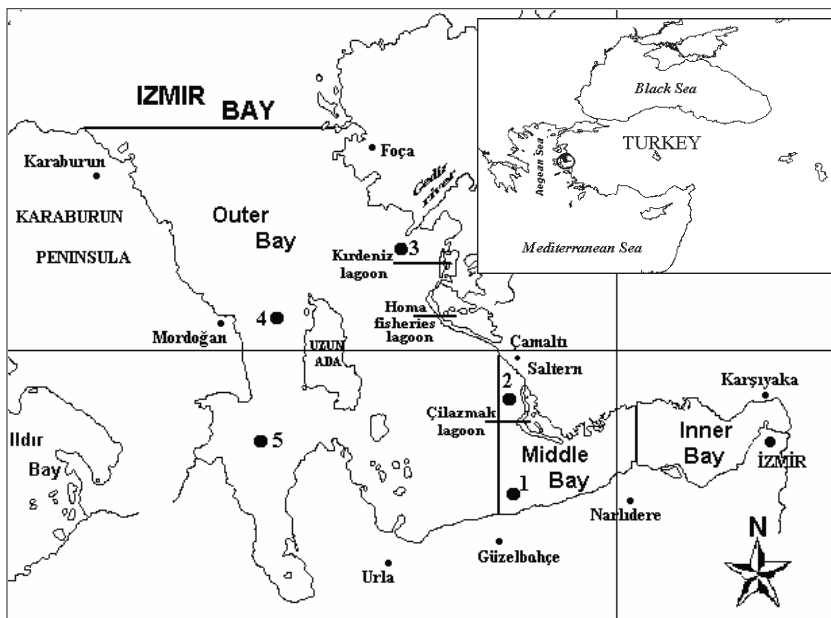 IZMIR
BAY
Black Sea
TURKEY
Aegean Sea
Mediterranean Sea
Karaburun
Foça
Gediz
river
KARABURUN
PENINSULA
Outer
Bay
3
Kırdeniz
lagoon
4
Mordoğan
UZUN
ADA
Homa
fisheries
lagoon
Çamaltı
Saltern
2
Karşıyaka
Çilazmak
lagoon
Ildır
Bay
5
Middle
Bay
Inner
Bay
İZMİR
1
Narlıdere
Güzelbahçe
Urla
N